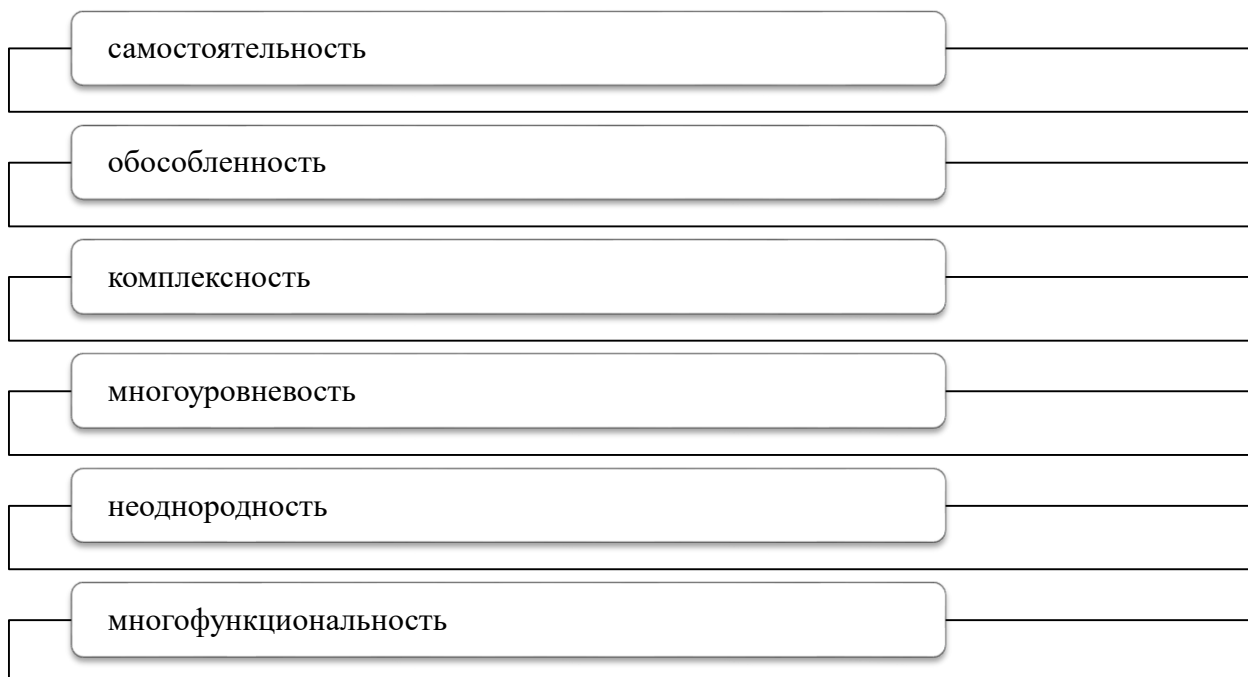 самостоятельность
обособленность
комплексность
многоуровневость
неоднородность
многофункциональность